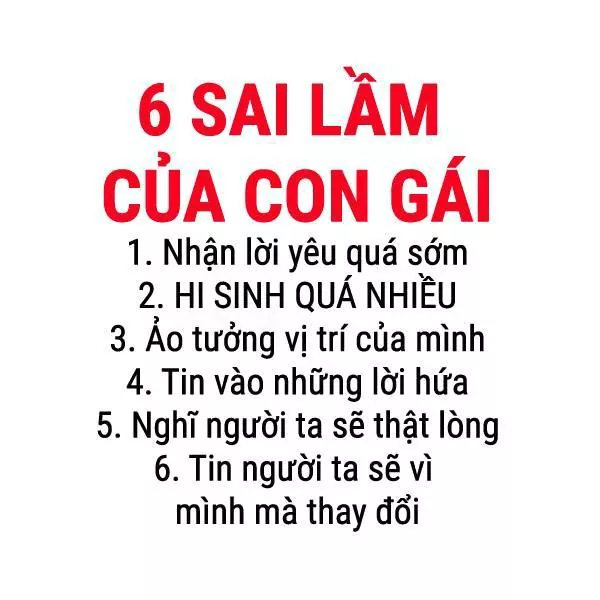 6 SAI LẦM
CỦA CON GÁI
1. Nhận lời yêu quá sớm
2. HI SINH QUÁ NHIỀU
3. Ảo tưởng vị trí của mình
4. Tin vào những lời hứa
5. Nghĩ người ta sẽ thật lòng
6. Tin người ta sẽ vì
mình mà thay đổi